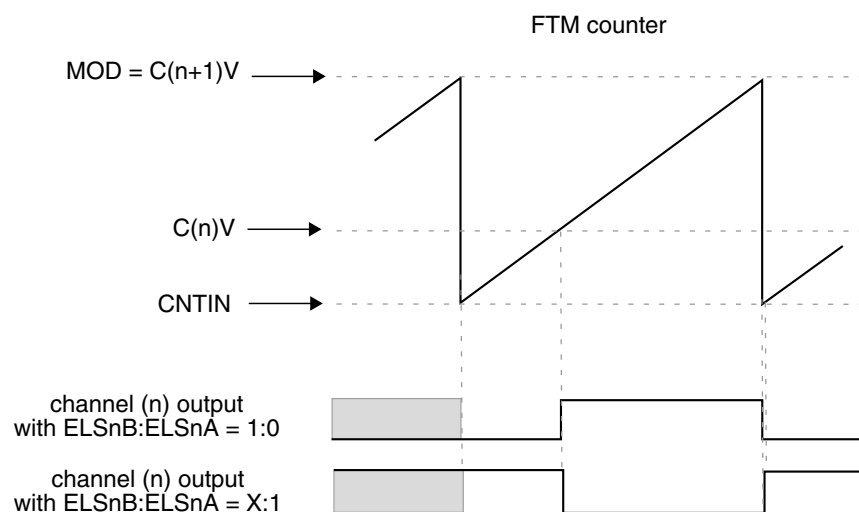 FTM counter
MOD = C(n+1)V
C(n)V
CNTIN
channel (n) output
with ELSnB:ELSnA = 1:0
channel (n) output
with ELSnB:ELSnA = X:1